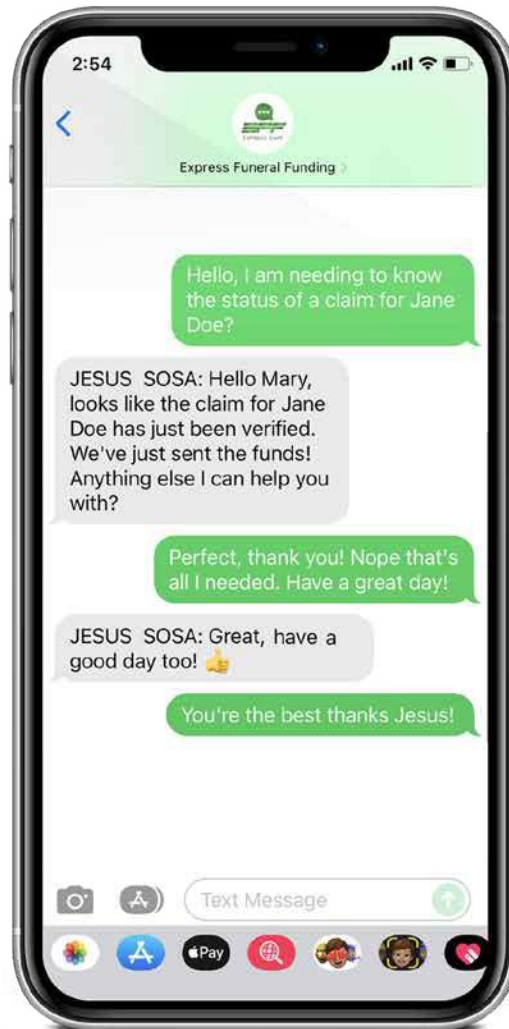 2:54
EFF
EXPRESS CARE
Express Funeral Funding
Hello, I am needing to know
the status of a claim for Jane
Doe?
JESUS SOSA: Hello Mary,
looks like the claim for Jane
Doe has just been verified.
We've just sent the funds!
Anything else I can help you
with?
Perfect, thank you! Nope that's
all I needed. Have a great day!
JESUS SOSA: Great, have a
good day too! 👍
You're the best thanks Jesus!
Text Message
Pay